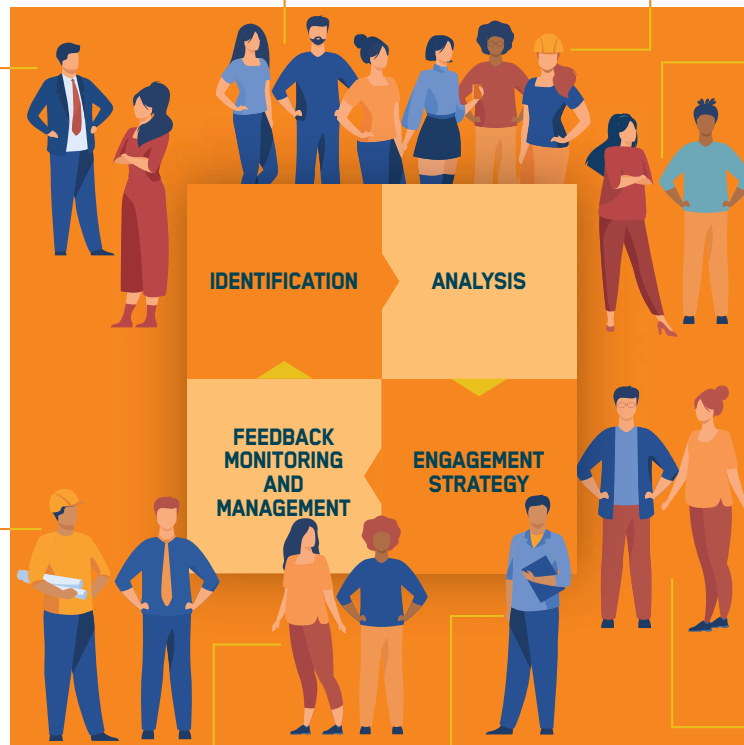 IDENTIFICATION
ANALYSIS
FEEDBACK
MONITORING
AND
MANAGEMENT
ENGAGEMENT
STRATEGY